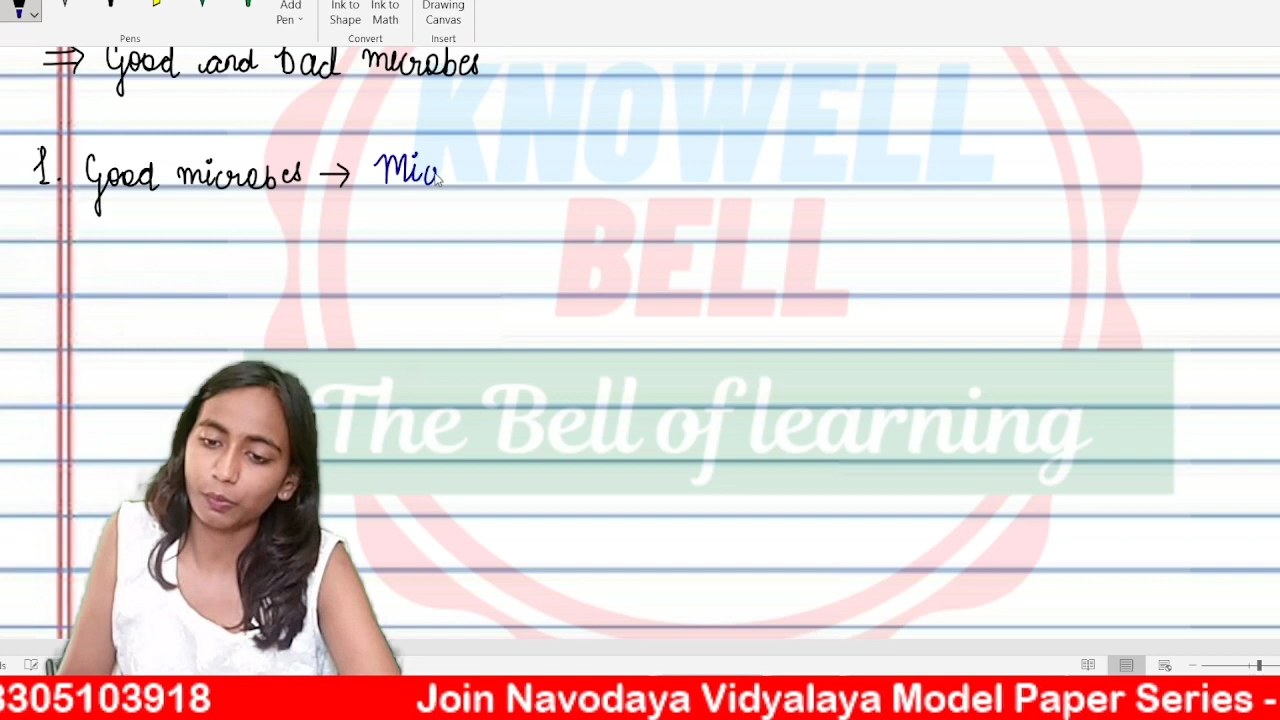 Add
Pen
Ink to
Shape
Ink to
Math
Drawing
Canvas
Pens
Convert
Insert
⇒ Good and bad microbes
1. Good microbes → Mic
KNOWELL
BELL
The Bell of learning
3305103918 Join Navodaya Vidyalaya Model Paper Series -